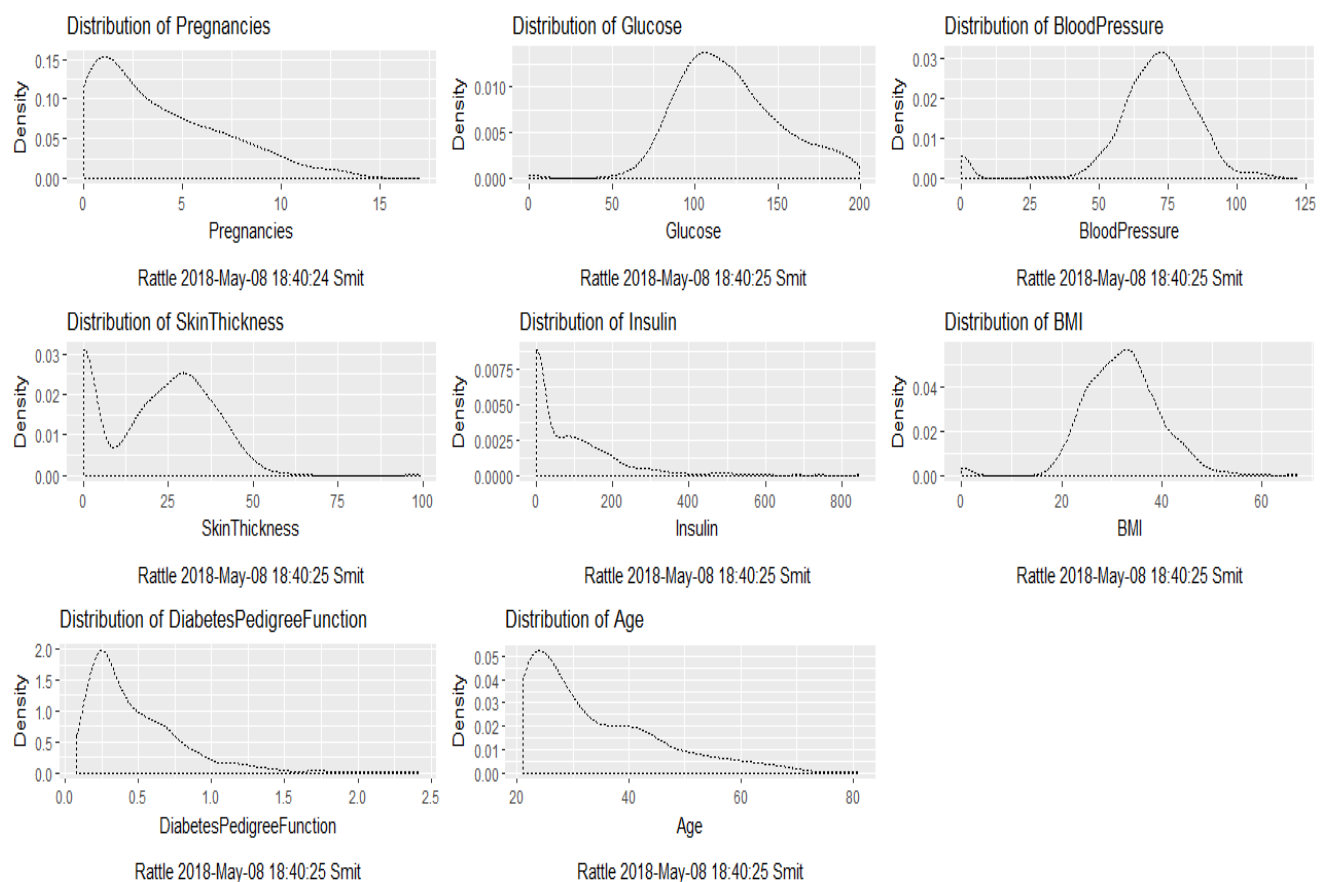 Distribution of Pregnancies
0.15
0.10
0.05
0.00
Density
0 5 10 15
Pregnancies
Rattle 2018-May-08 18:40:24 Smit
Distribution of Glucose
0.010
0.005
0.000
Density
0 50 100 150 200
Glucose
Rattle 2018-May-08 18:40:25 Smit
Distribution of BloodPressure
0.03
0.02
0.01
0.00
Density
0 25 50 75 100 125
BloodPressure
Rattle 2018-May-08 18:40:25 Smit
Distribution of SkinThickness
0.03
0.02
0.01
0.00
Density
0 25 50 75 100
SkinThickness
Rattle 2018-May-08 18:40:25 Smit
Distribution of Insulin
0.0075
0.0050
0.0025
0.0000
Density
0 200 400 600 800
Insulin
Rattle 2018-May-08 18:40:25 Smit
Distribution of BMI
0.04
0.02
0.00
Density
0 20 40 60
BMI
Rattle 2018-May-08 18:40:25 Smit
Distribution of DiabetesPedigreeFunction
2.0
1.5
1.0
0.5
0.0
Density
0.0 0.5 1.0 1.5 2.0 2.5
DiabetesPedigreeFunction
Rattle 2018-May-08 18:40:25 Smit
Distribution of Age
0.05
0.04
0.03
0.02
0.01
0.00
Density
20 40 60 80
Age
Rattle 2018-May-08 18:40:25 Smit